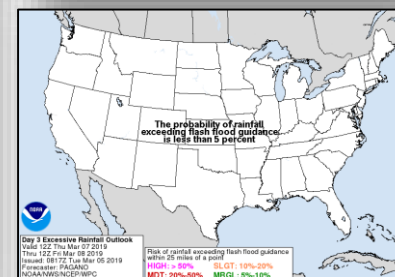 The probability of rainfall
exceeding flash flood guidance
is less than 5 percent
NOAA
Day 3 Excessive Rainfall Outlook
Valid 12Z Thu Mar 07 2019
Thru 12Z Fri Mar 08 2019
Issued: 0817Z Tue Mar 05 2019
Forecaster: PAGANO
NOAA/NWS/NCEP/WPC
Risk of rainfall exceeding flash flood guidance
within 25 miles of a point
HIGH: > 50% SLGT: 10%-20%
MDT: 20%-50% MRGL: 5%-10%